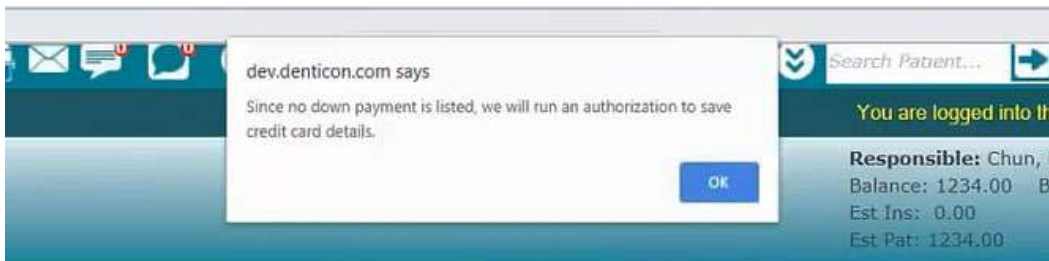 0
0
dev.denticon.com says
Since no down payment is listed, we will run an authorization to save
credit card details.
OK
Search Patient...
You are logged into th
Responsible: Chun,
Balance: 1234.00 B
Est Ins: 0.00
Est Pat: 1234.00